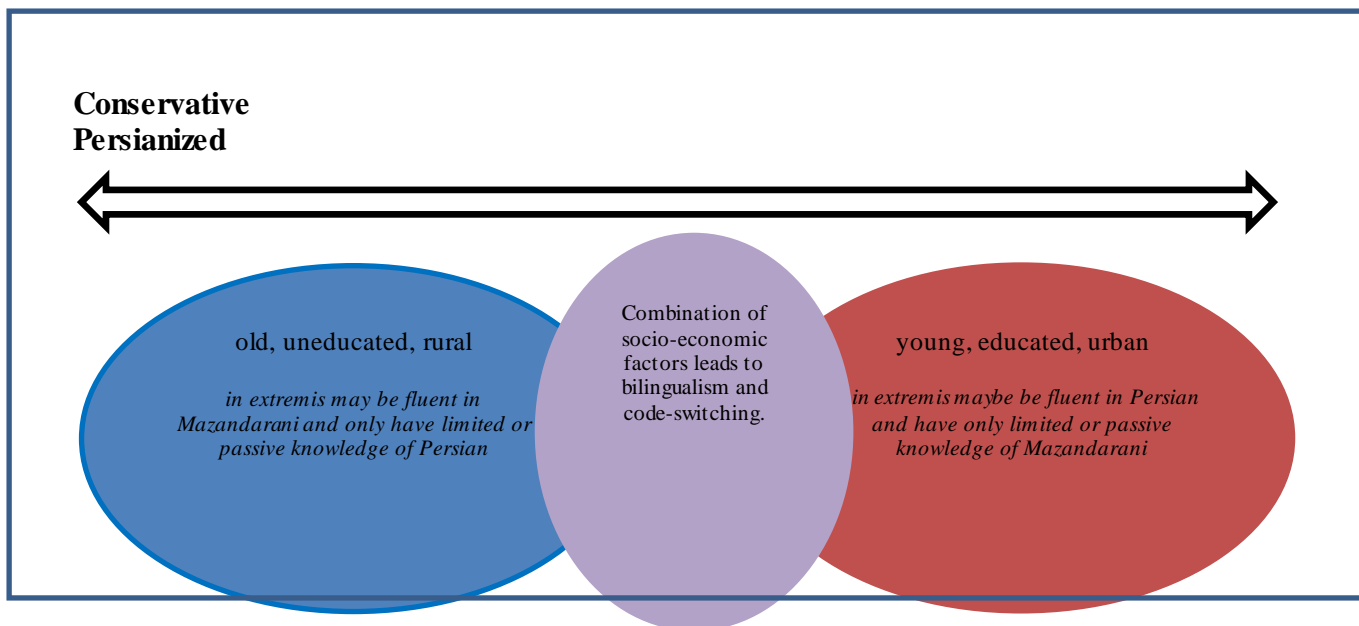 Conservative
Persianized
old, uneducated, rural
in extremis may be fluent in
Mazandarani and only have limited or
passive knowledge of Persian
Combination of
socio-economic
factors leads to
bilingualism and
code-switching.
young, educated, urban
in extremis maybe be fluent in Persian
and have only limited or passive
knowledge of Mazandarani